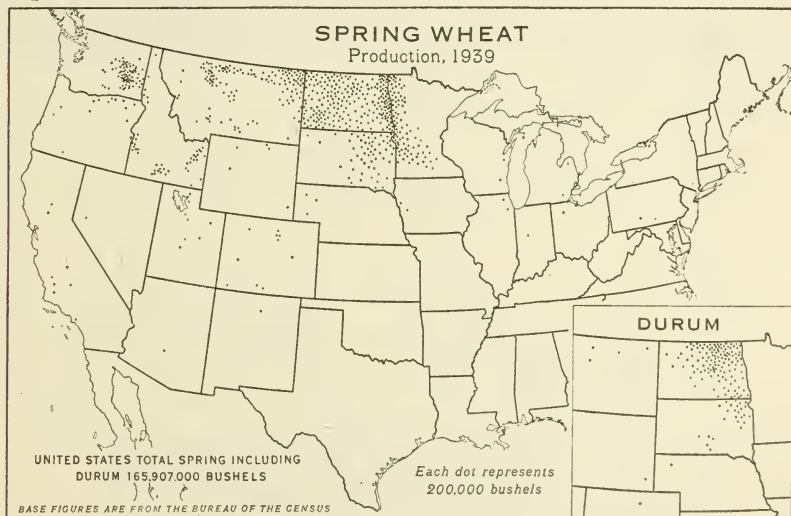 SPRING WHEAT
Production, 1939
DURUM
UNITED STATES TOTAL SPRING INCLUDING
DURUM 165,907,000 BUSHELS
Each dot represents
200,000 bushels
BASE FIGURES ARE FROM THE BUREAU OF THE CENSUS